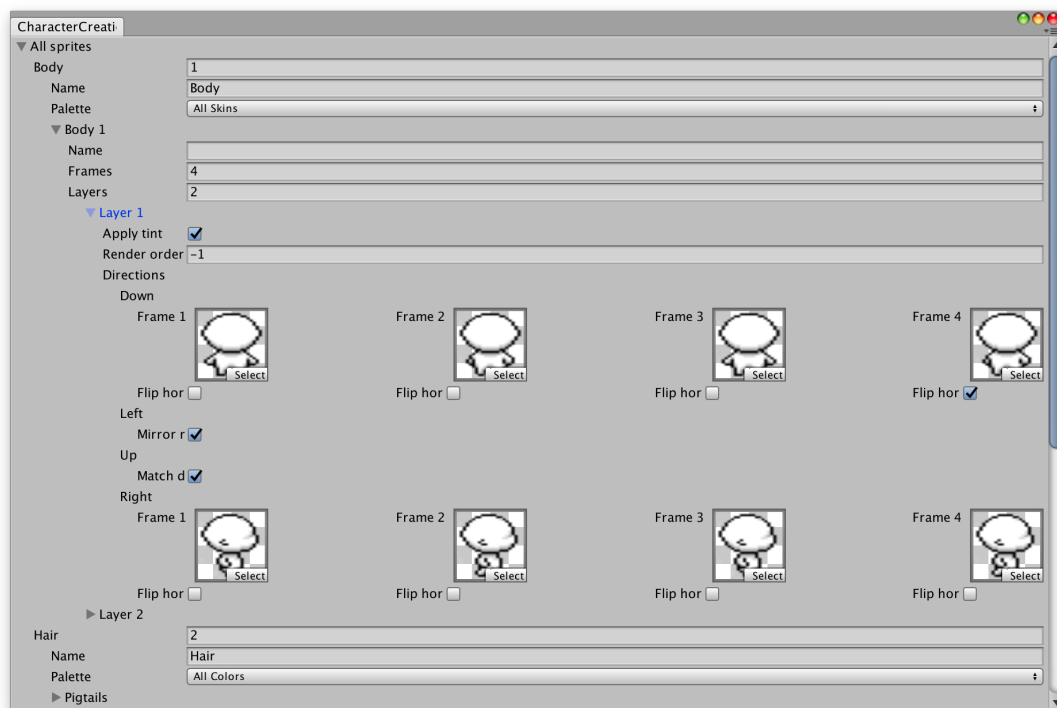 CharacterCreati
All sprites
Body 1
Name Body
Palette All Skins
Body 1
Name
Frames 4
Layers 2
Layer 1
Apply tint
Render order -1
Directions
Down
Frame 1 Select Frame 2 Select Frame 3 Select Frame 4 Select
Flip hor Flip hor Flip hor Flip hor
Left
Mirror r
Up
Match d
Right
Frame 1 Select Frame 2 Select Frame 3 Select Frame 4 Select
Flip hor Flip hor Flip hor Flip hor
Layer 2
Hair 2
Name Hair
Palette All Colors
Pigtails